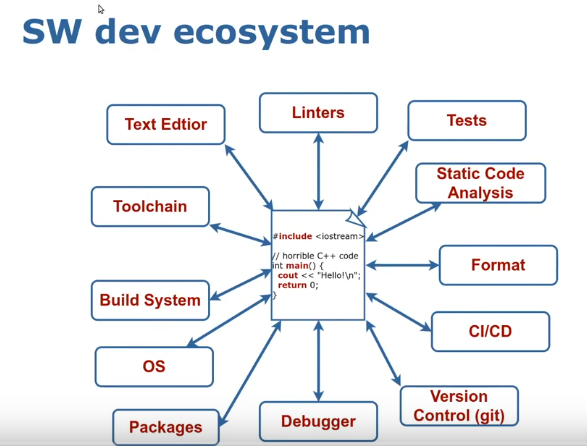 SW dev ecosystem
Linters
Text Edtior
Tests
Static Code
Analysis
Toolchain
#include <iostream>
// horrible C++ code
int main() {
cout << "Hello!\n";
return 0;
}
Format
Build System
CI/CD
OS
Version
Control (git)
Packages
Debugger